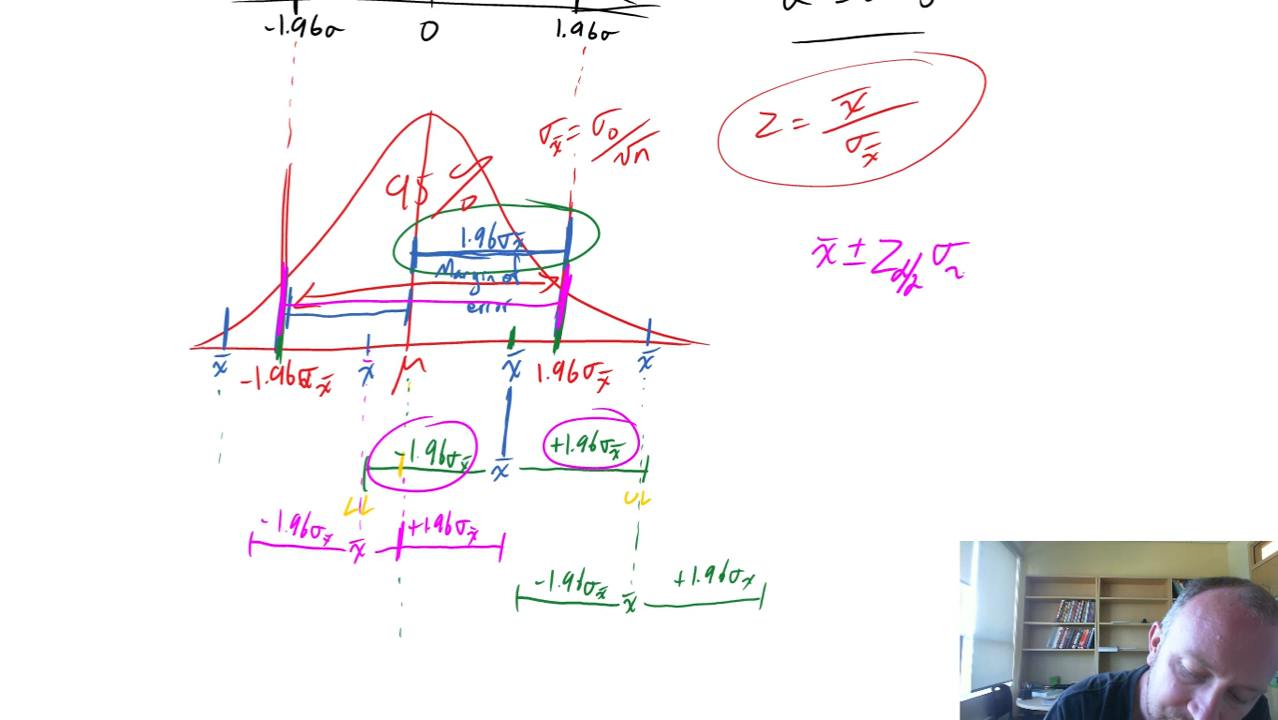 -1.96σ 0 1.96σ
σx̄ = σ0/√n
z = x̄/σx̄
95%
1.96σx̄
Margin of
error
x̄ ± Zα/2 σ
x̄ x̄ μ x̄ x̄
-1.96σx̄ 1.96σx̄
-1.96σx̄ x̄ +1.96σx̄
LL UL
-1.96σx̄ x̄ +1.96σx̄
-1.96σx̄ x̄ +1.96σx̄